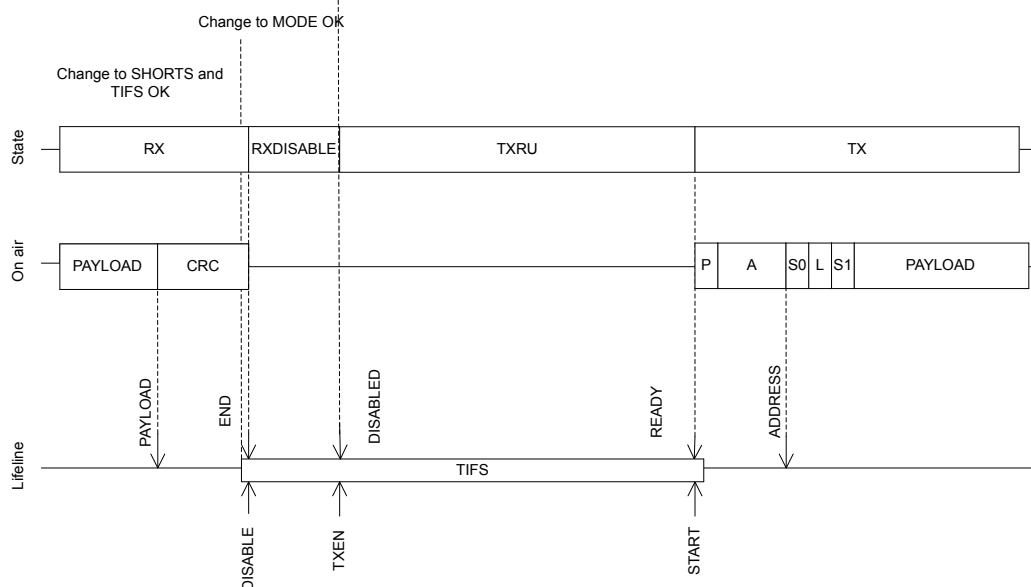 Change to MODE OK
Change to SHORTS and
TIFS OK
State
RX
RXDISABLE
TXRU
TX
On air
PAYLOAD
CRC
P
A
S0
L
S1
PAYLOAD
PAYLOAD
END
DISABLED
READY
ADDRESS
Lifeline
TIFS
DISABLE
TXEN
START